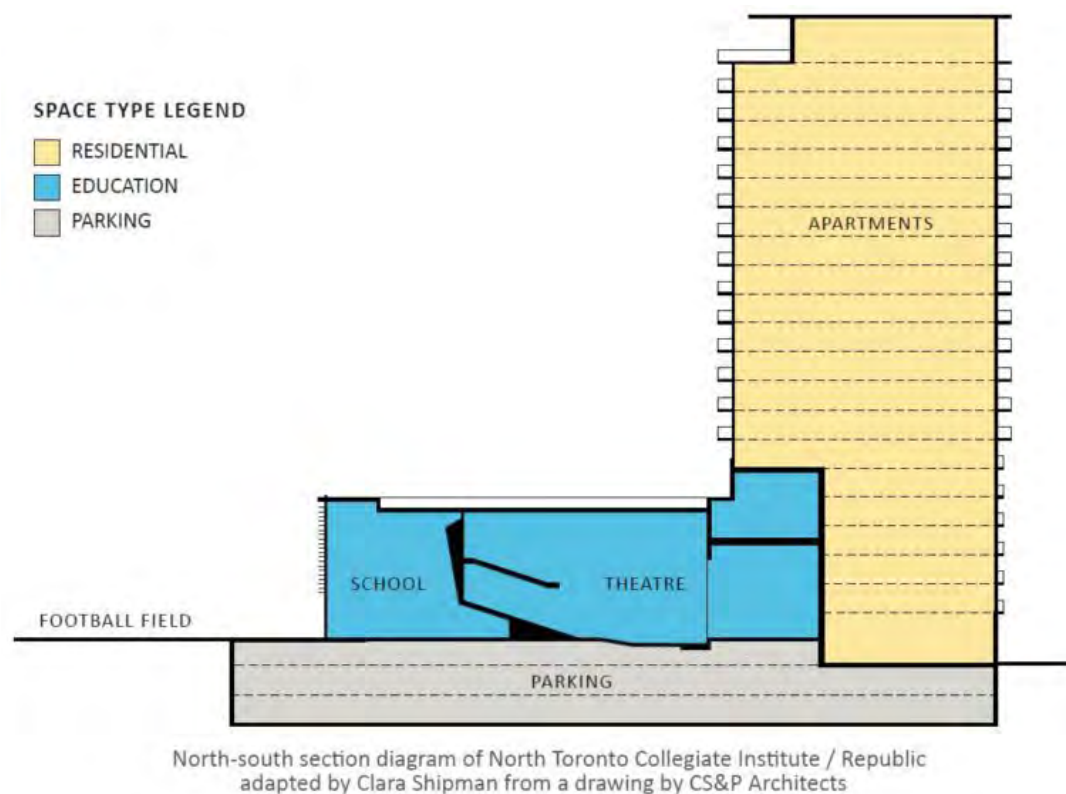 SPACE TYPE LEGEND
RESIDENTIAL
EDUCATION
PARKING
APARTMENTS
SCHOOL
THEATRE
FOOTBALL FIELD
PARKING
North-south section diagram of North Toronto Collegiate Institute / Republic
adapted by Clara Shipman from a drawing by CS&P Architects